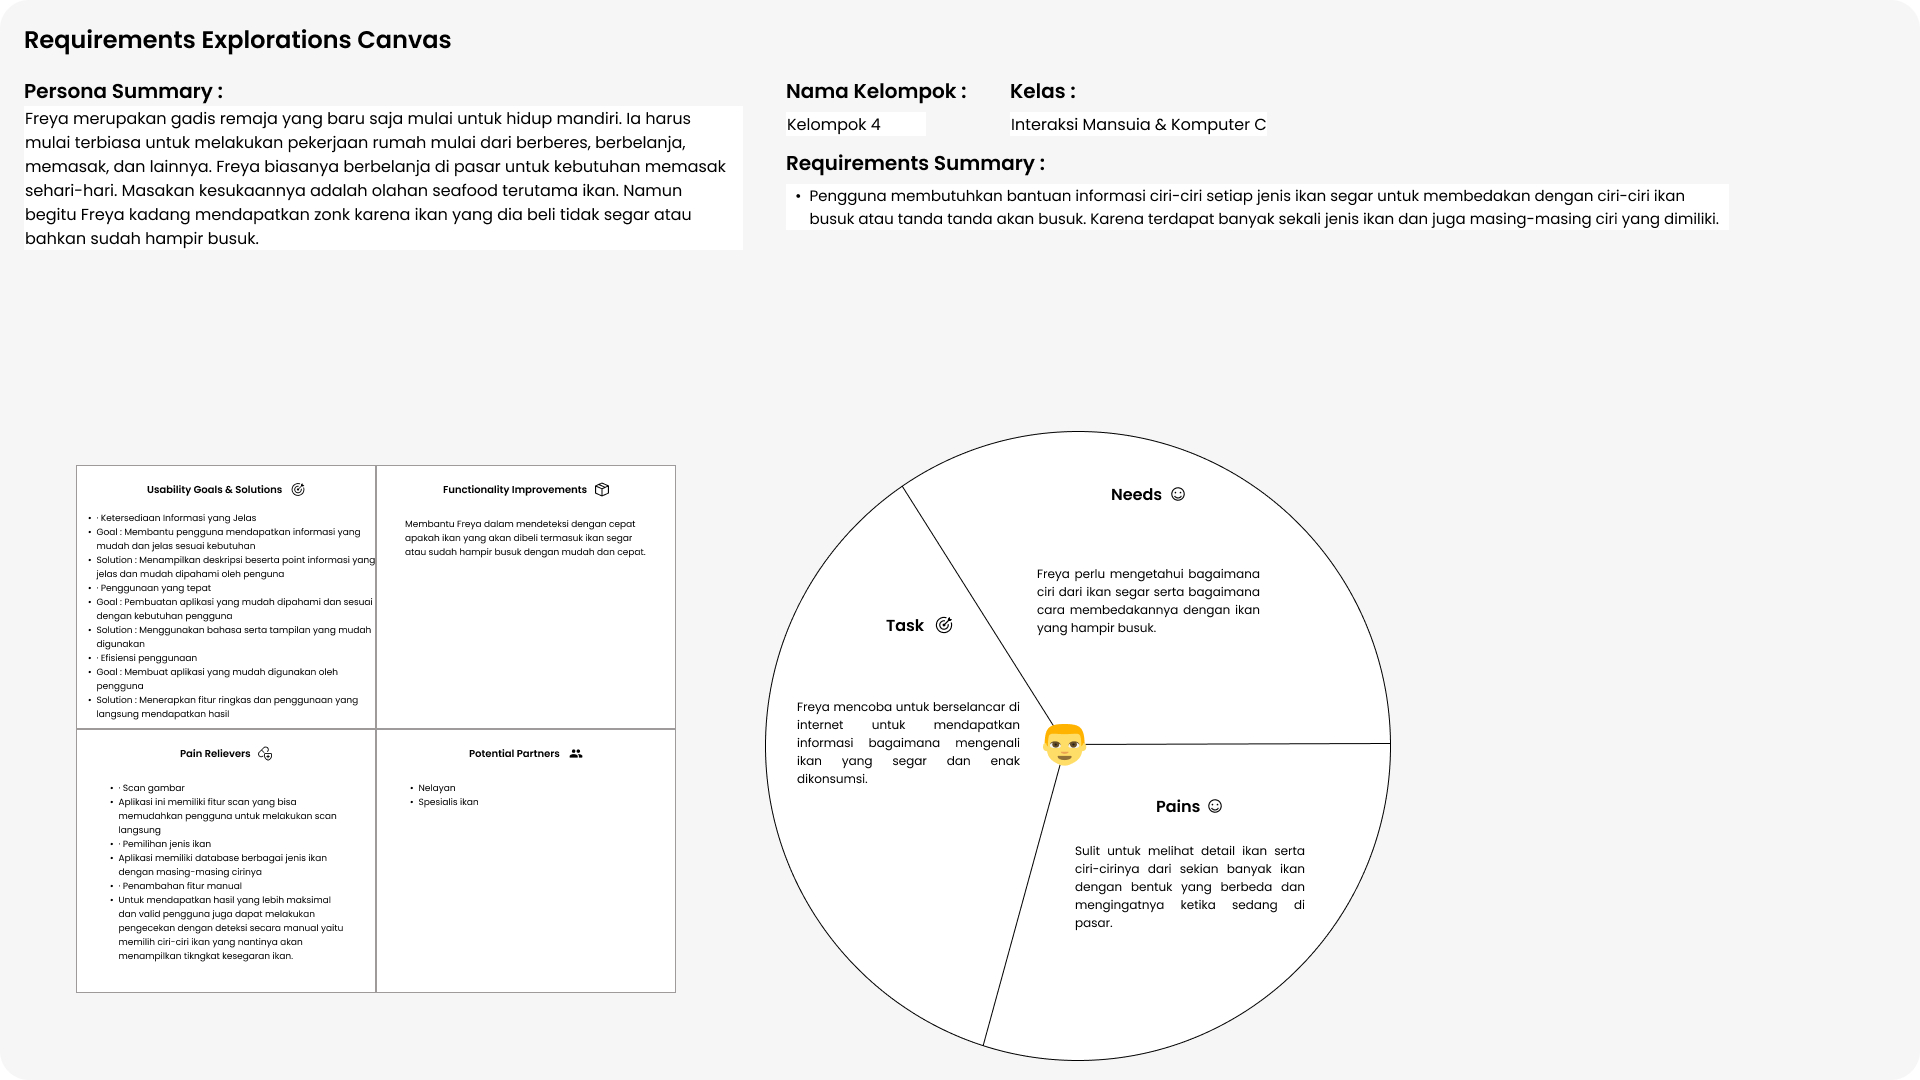 Requirements Explorations Canvas
Persona Summary :
Freya merupakan gadis remaja yang baru saja mulai untuk hidup mandiri. Ia harus
mulai terbiasa untuk melakukan pekerjaan rumah mulai dari berberes, berbelanja,
memasak, dan lainnya. Freya biasanya berbelanja di pasar untuk kebutuhan memasak
sehari-hari. Masakan kesukaannya adalah olahan seafood terutama ikan. Namun
begitu Freya kadang mendapatkan zonk karena ikan yang dia beli tidak segar atau
bahkan sudah hampir busuk.
Nama Kelompok :
Kelompok 4
Kelas :
Interaksi Mansuia & Komputer C
Requirements Summary :
• Pengguna membutuhkan bantuan informasi ciri-ciri setiap jenis ikan segar untuk membedakan dengan ciri-ciri ikan
busuk atau tanda tanda akan busuk. Karena terdapat banyak sekali jenis ikan dan juga masing-masing ciri yang dimiliki.
Usability Goals & Solutions
• · Ketersediaan Informasi yang Jelas
• Goal : Membantu pengguna mendapatkan informasi yang
mudah dan jelas sesuai kebutuhan
• Solution : Menampilkan deskripsi beserta point informasi yang
jelas dan mudah dipahami oleh penguna
• · Penggunaan yang tepat
• Goal : Pembuatan aplikasi yang mudah dipahami dan sesuai
dengan kebutuhan pengguna
• Solution : Menggunakan bahasa serta tampilan yang mudah
digunakan
• · Efisiensi penggunaan
• Goal : Membuat aplikasi yang mudah digunakan oleh
pengguna
• Solution : Menerapkan fitur ringkas dan penggunaan yang
langsung mendapatkan hasil
Functionality Improvements
Membantu Freya dalam mendeteksi dengan cepat
apakah ikan yang akan dibeli termasuk ikan segar
atau sudah hampir busuk dengan mudah dan cepat.
Pain Relievers
• · Scan gambar
• Aplikasi ini memiliki fitur scan yang bisa
memudahkan pengguna untuk melakukan scan
langsung
• · Pemilihan jenis ikan
• Aplikasi memiliki database berbagai jenis ikan
dengan masing-masing cirinya
• · Penambahan fitur manual
• Untuk mendapatkan hasil yang lebih maksimal
dan valid pengguna juga dapat melakukan
pengecekan dengan deteksi secara manual yaitu
memilih ciri-ciri ikan yang nantinya akan
menampilkan tikngkat kesegaran ikan.
Potential Partners
• Nelayan
• Spesialis ikan
Needs
Freya perlu mengetahui bagaimana
ciri dari ikan segar serta bagaimana
cara membedakannya dengan ikan
yang hampir busuk.
Task
Freya mencoba untuk berselancar di
internet untuk mendapatkan
informasi bagaimana mengenali
ikan yang segar dan enak
dikonsumsi.
Pains
Sulit untuk melihat detail ikan serta
ciri-cirinya dari sekian banyak ikan
dengan bentuk yang berbeda dan
mengingatnya ketika sedang di
pasar.